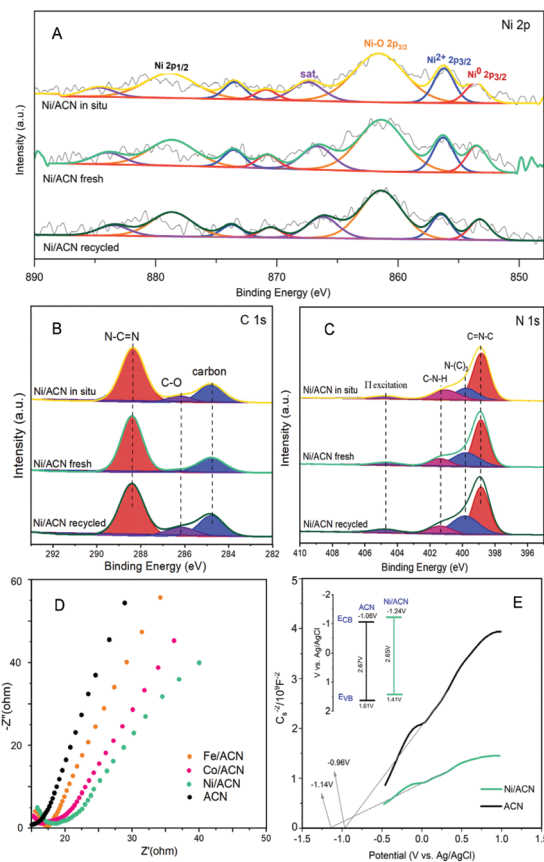 A
Ni 2p
Ni 2p1/2
Ni-O 2p3/2
Ni2+ 2p3/2
Ni0 2p3/2
sat.
Ni/ACN in situ
Ni/ACN fresh
Ni/ACN recycled
Intensity (a.u.)
890 880 870 860 850
Binding Energy (eV)
B
C 1s
N-C=N
C-O
carbon
Ni/ACN in situ
Ni/ACN fresh
Ni/ACN recycled
Intensity (a.u.)
292 290 288 286 284 282
Binding Energy (eV)
C
N 1s
C=N-C
N-(C)3
C-N-H
Π excitation
Ni/ACN in situ
Ni/ACN fresh
Ni/ACN recycled
Intensity (a.u.)
410 408 406 404 402 400 398 396
Binding Energy (eV)
D
-Z''(ohm)
-60
40
20
0
Fe/ACN
Co/ACN
Ni/ACN
ACN
20 30 40 50
Z'(ohm)
E
Cs-2/109F-2
5
4
3
2
1
0
ACN
Ni/ACN
ECB
-1.06V
-1.24V
V vs. Ag/AgCl
-2
-1
0
1
2
2.67V
2.65V
EVB
1.61V
1.41V
-0.96V
-1.14V
Ni/ACN
ACN
-1.5 -1.0 -0.5 0.0 0.5 1.0 1.5
Potential (V vs. Ag/AgCl)